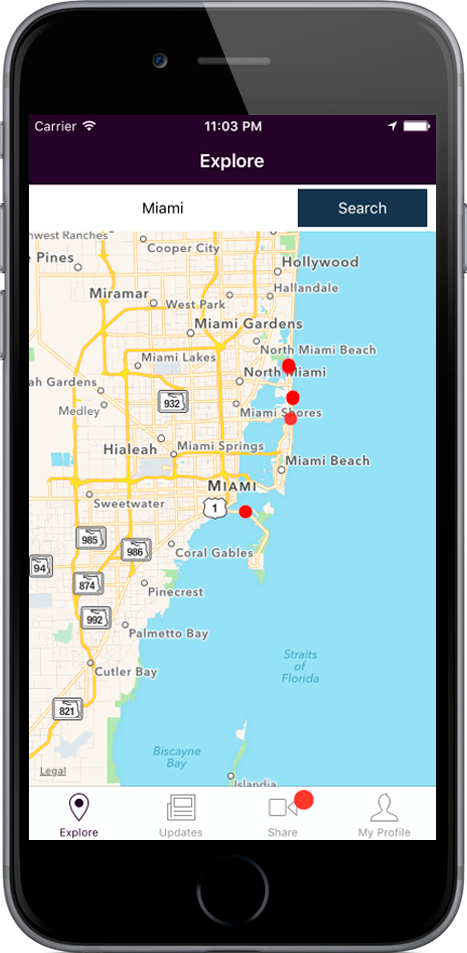 Carrier
11:03 PM
Explore
Miami
Search
nwest Ranches
Cooper City
Hollywood
e Pines
Hallandale
Miramar
West Park
Miami Gardens
North Miami Beach
Miami Lakes
North Miami
ah Gardens
932
Medley
Miami Shores
Hialeah
Miami Springs
Miami Beach
MIAMI
Sweetwater
1
985
986
Coral Gables
94
874
Pinecrest
992
Palmetto Bay
Straits
of
Florida
Cutler Bay
821
Biscayne
Bay
Legal
Islandia
Explore
Updates
Share
My Profile